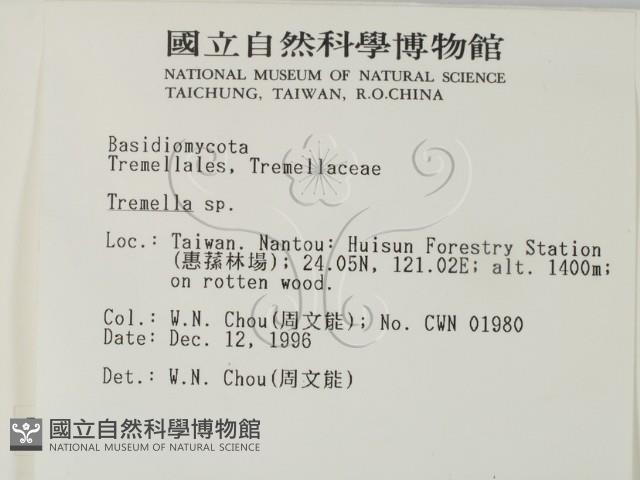 國立自然科學博物館
NATIONAL MUSEUM OF NATURAL SCIENCE
TAICHUNG, TAIWAN, R.O.CHINA
Basidiomycota
Tremellales, Tremellaceae
Tremella sp.
Loc.: Taiwan. Nantou: Huisun Forestry Station
(惠蓀林場); 24.05N, 121.02E; alt. 1400m;
on rotten wood.
Col.: W.N. Chou(周文能); No. CWN 01980
Date: Dec. 12, 1996
Det.: W.N. Chou(周文能)
國立自然科學博物館
NATIONAL MUSEUM OF NATURAL SCIENCE